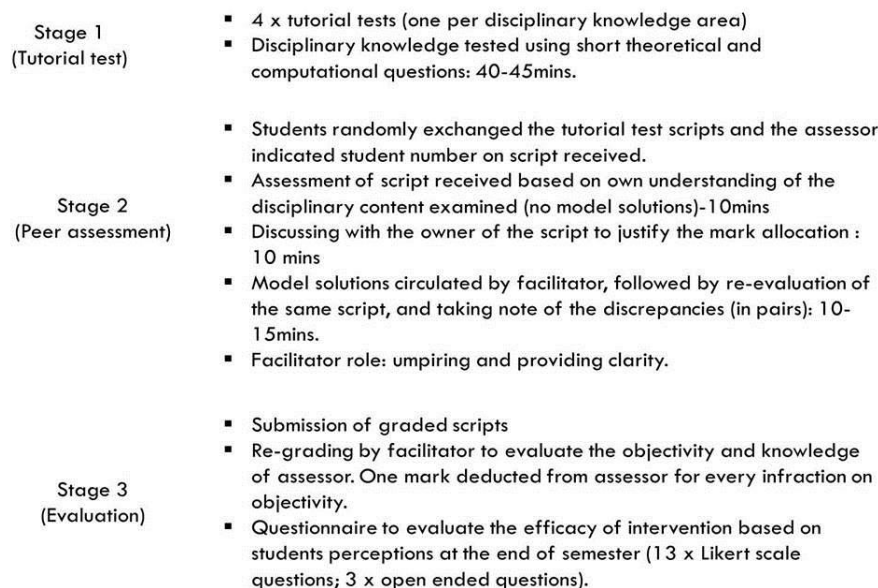 Stage 1
(Tutorial test)
▪ 4 x tutorial tests (one per disciplinary knowledge area)
▪ Disciplinary knowledge tested using short theoretical and
computational questions: 40-45mins.
Stage 2
(Peer assessment)
▪ Students randomly exchanged the tutorial test scripts and the assessor
indicated student number on script received.
▪ Assessment of script received based on own understanding of the
disciplinary content examined (no model solutions)-10mins
▪ Discussing with the owner of the script to justify the mark allocation :
10 mins
▪ Model solutions circulated by facilitator, followed by re-evaluation of
the same script, and taking note of the discrepancies (in pairs): 10-
15mins.
▪ Facilitator role: umpiring and providing clarity.
Stage 3
(Evaluation)
▪ Submission of graded scripts
▪ Re-grading by facilitator to evaluate the objectivity and knowledge
of assessor. One mark deducted from assessor for every infraction on
objectivity.
▪ Questionnaire to evaluate the efficacy of intervention based on
students perceptions at the end of semester (13 x Likert scale
questions; 3 x open ended questions).